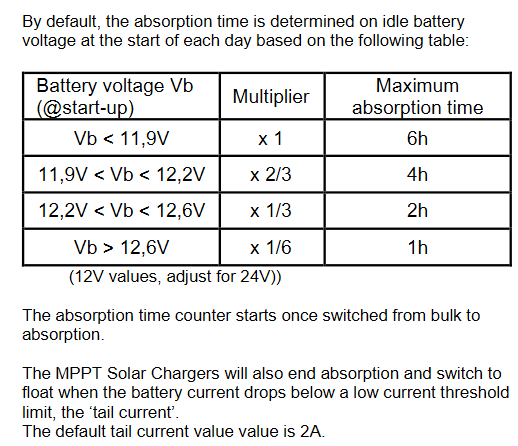 By default, the absorption time is determined on idle battery
voltage at the start of each day based on the following table:
Battery voltage Vb
(@start-up)
Multiplier
Maximum
absorption time
Vb < 11,9V
x 1
6h
11,9V < Vb < 12,2V
x 2/3
4h
12,2V < Vb < 12,6V
x 1/3
2h
Vb > 12,6V
x 1/6
1h
(12V values, adjust for 24V))
The absorption time counter starts once switched from bulk to
absorption.
The MPPT Solar Chargers will also end absorption and switch to
float when the battery current drops below a low current threshold
limit, the ‘tail current’.
The default tail current value value is 2A.